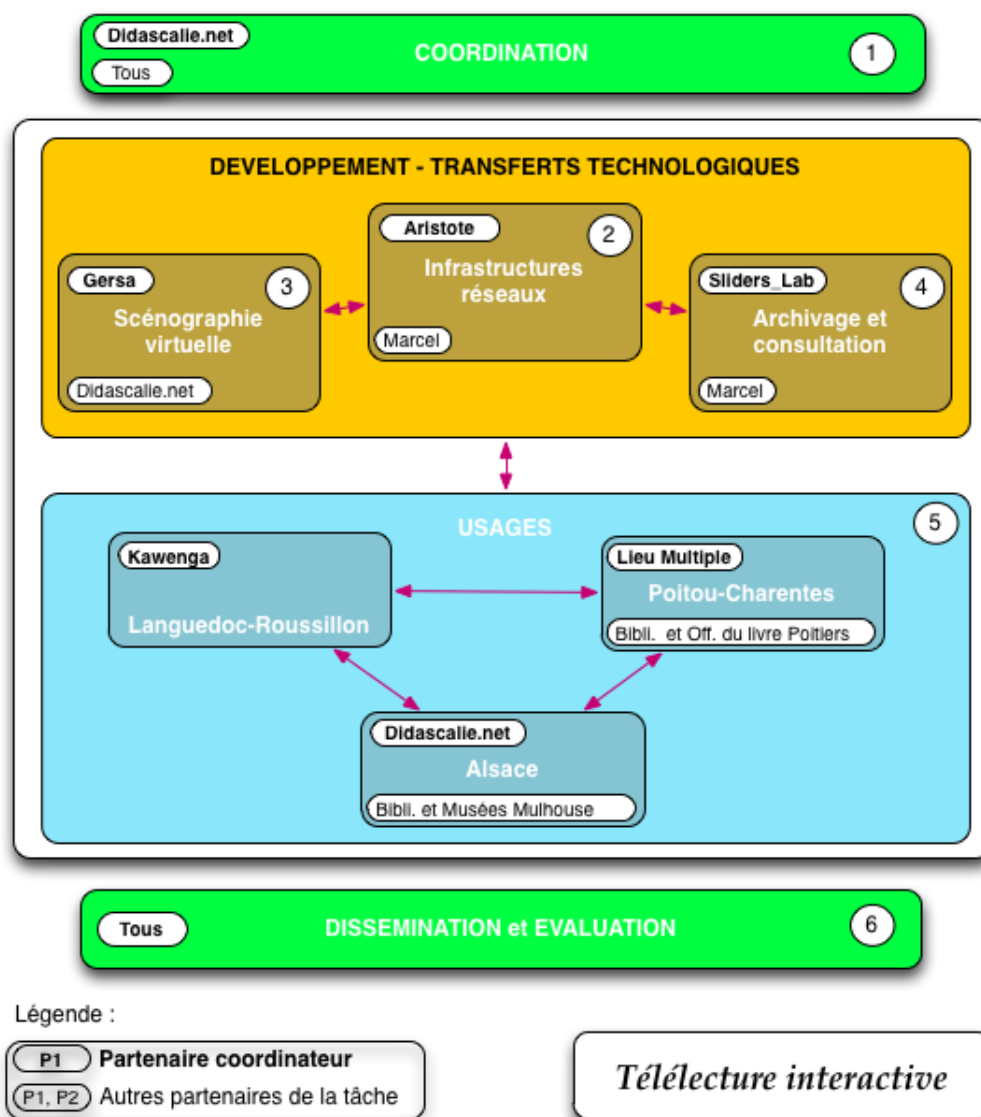 Didascalie.net
COORDINATION
1
Tous
DEVELOPPEMENT - TRANSFERTS TECHNOLOGIQUES
Gersa
3
Scénographie
virtuelle
Didascalie.net
Aristote
2
Infrastructures
réseaux
Marcel
Sliders_Lab
4
Archivage et
consultation
Marcel
USAGES
5
Kawenga
Languedoc-Roussillon
Lieu Multiple
Poitou-Charentes
Bibli. et Off. du livre Poitiers
Didascalie.net
Alsace
Bibli. et Musées Mulhouse
Tous
DISSEMINATION et EVALUATION
6
Légende :
P1 Partenaire coordinateur
P1, P2 Autres partenaires de la tâche
Télélecture interactive